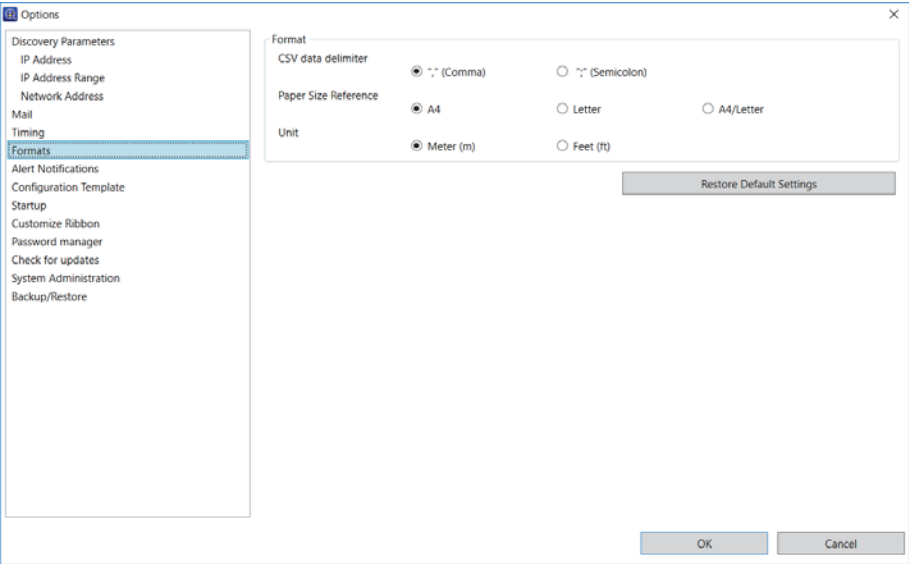 Options
Discovery Parameters
IP Address
IP Address Range
Network Address
Mail
Timing
Formats
Alert Notifications
Configuration Template
Startup
Customize Ribbon
Password manager
Check for updates
System Administration
Backup/Restore
Format
CSV data delimiter
"," (Comma) ";" (Semicolon)
Paper Size Reference
A4 Letter A4/Letter
Unit
Meter (m) Feet (ft)
Restore Default Settings
OK Cancel